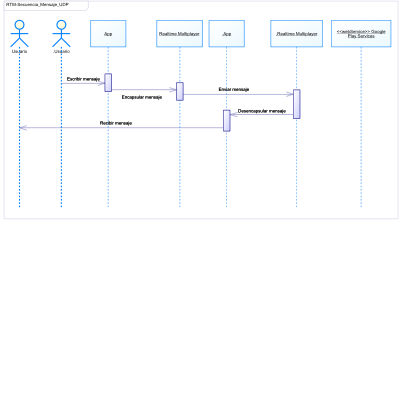 RTM-Secuencia_Mensaje_UDP
:App
Realtime Multiplayer
:App
:Realtime Multiplayer
<<webService>> Google
Play Services
:Usuario
:Usuario
Escribir mensaje
Encapsular mensaje
Enviar mensaje
Desencapsular mensaje
Recibir mensaje